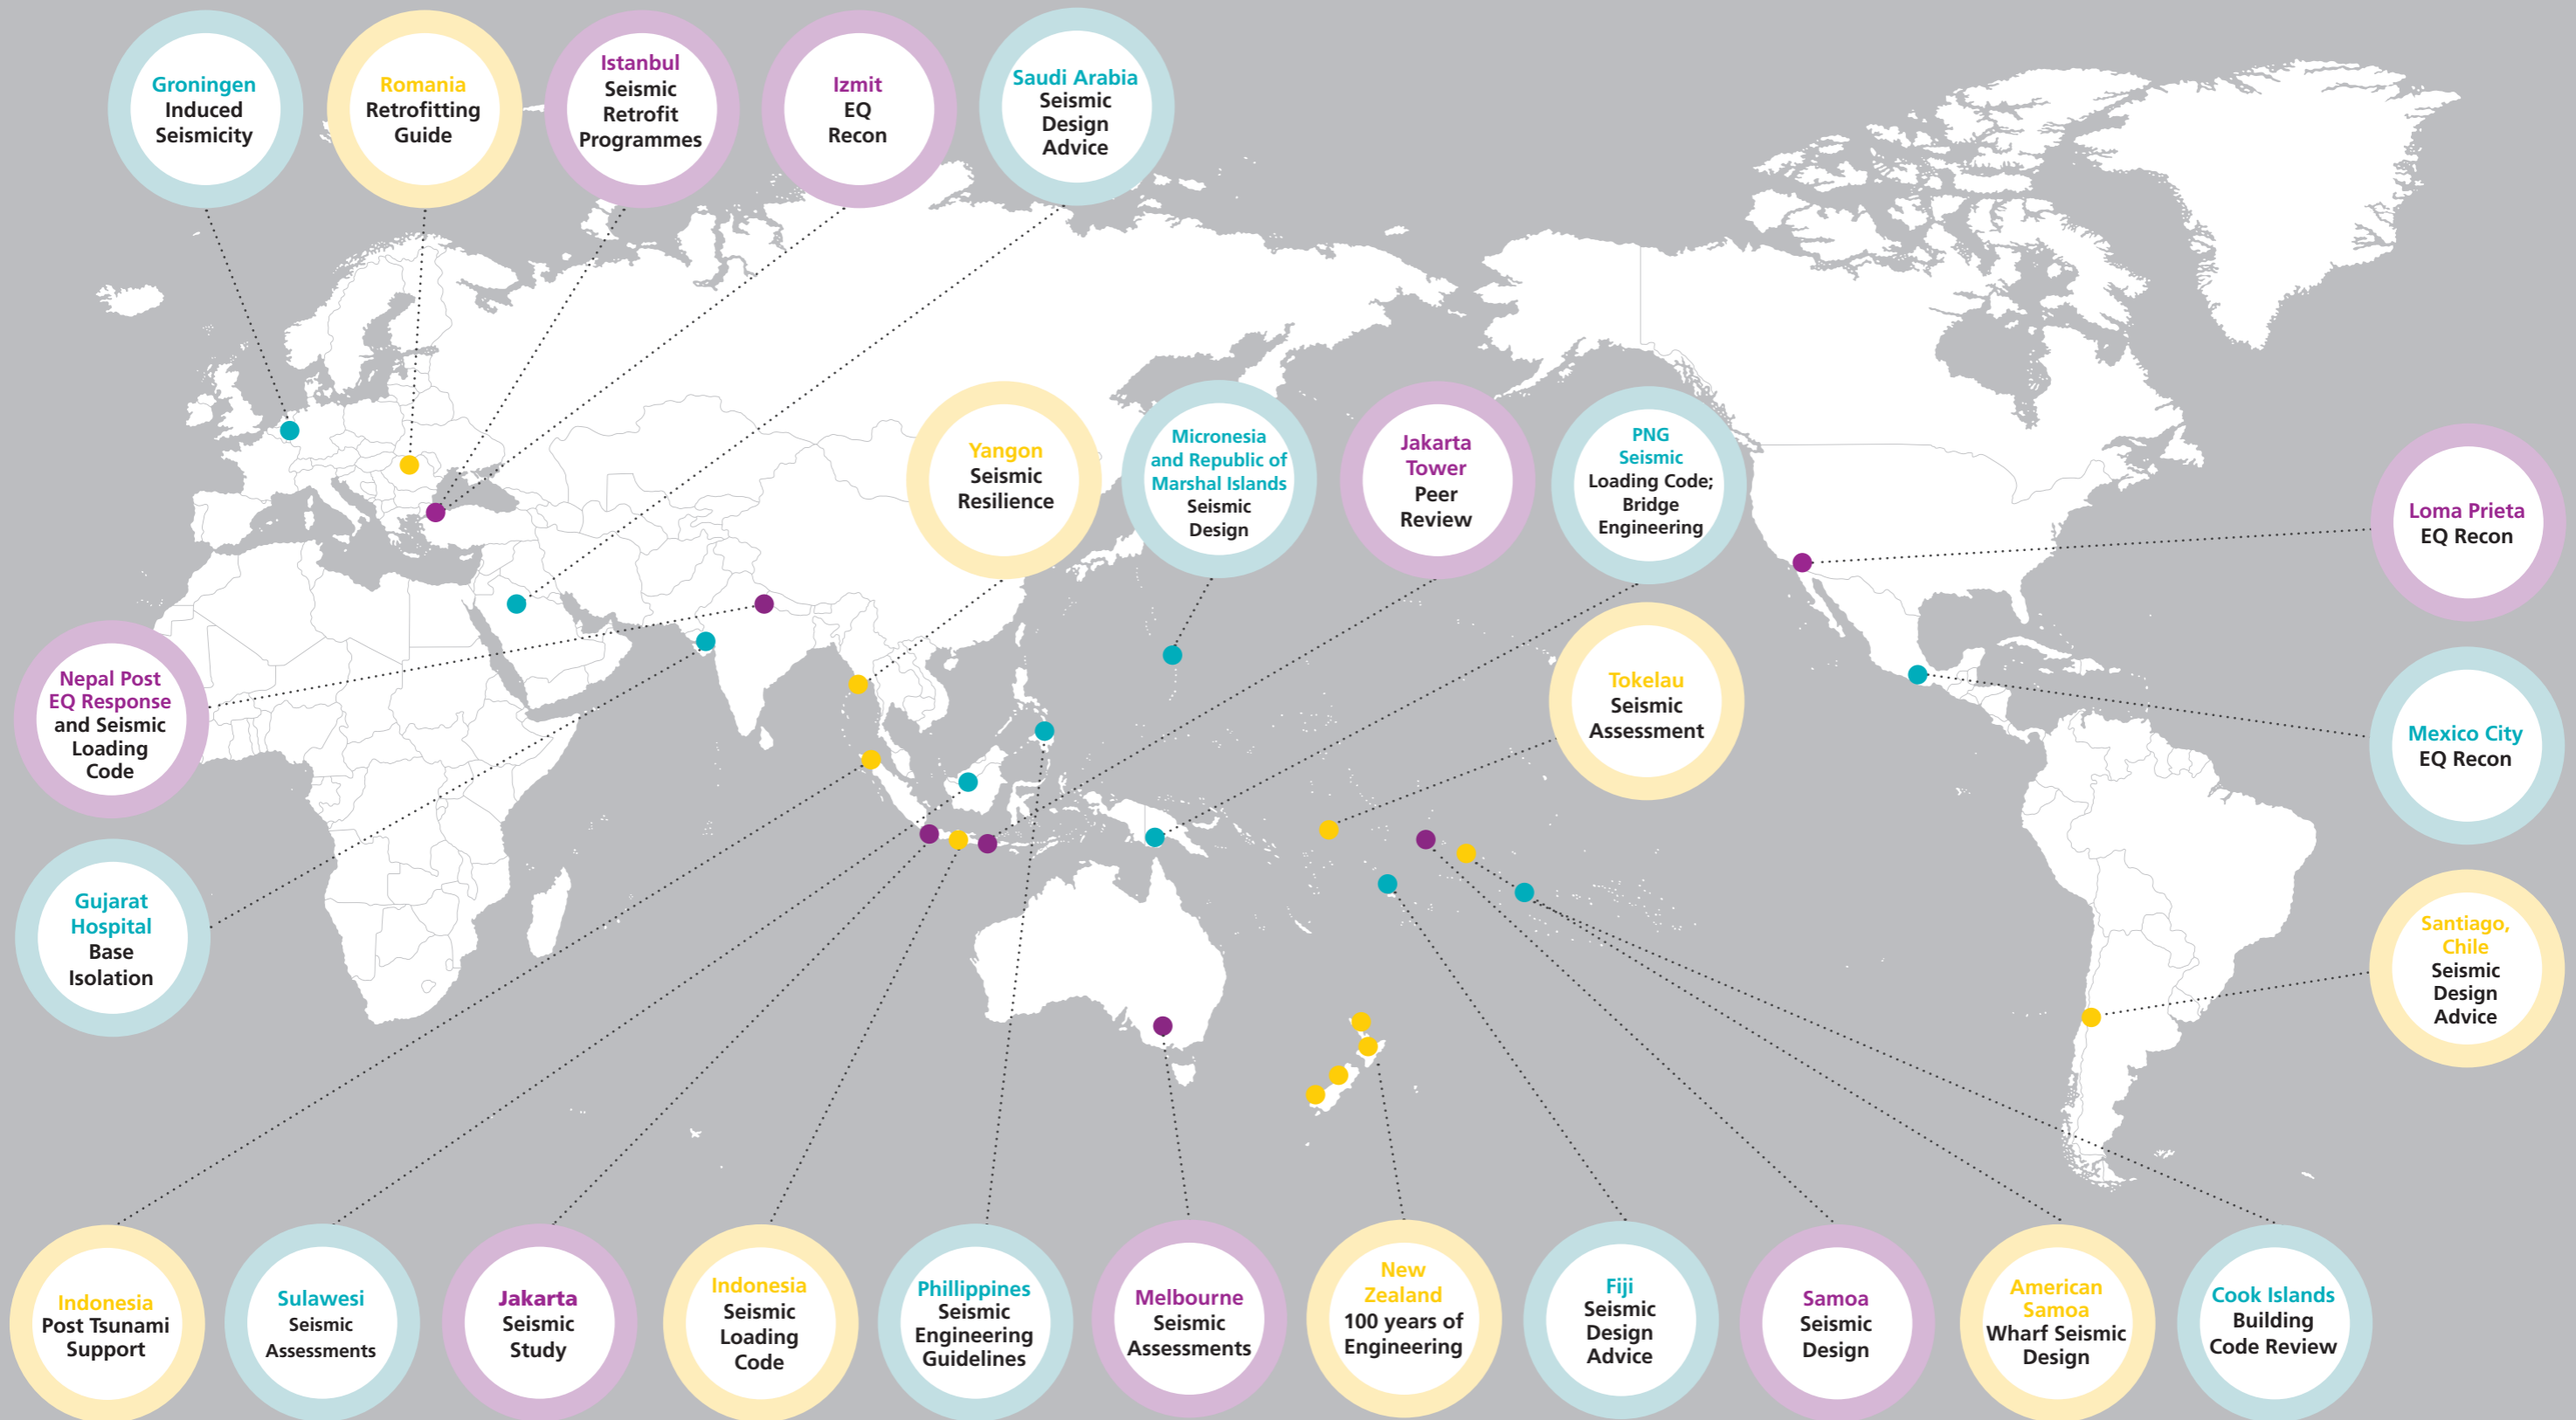 Groningen
Induced
Seismicity
Romania
Retrofitting
Guide
Istanbul
Seismic
Retrofit
Programmes
Izmit
EQ
Recon
Saudi Arabia
Seismic
Design
Advice
Yangon
Seismic
Resilience
Micronesia
and Republic of
Marshal Islands
Seismic
Design
Jakarta
Tower
Peer
Review
PNG
Seismic
Loading Code;
Bridge
Engineering
Loma Prieta
EQ Recon
Nepal Post
EQ Response
and Seismic
Loading
Code
Tokelau
Seismic
Assessment
Mexico City
EQ Recon
Gujarat
Hospital
Base
Isolation
Santiago,
Chile
Seismic
Design
Advice
Indonesia
Post Tsunami
Support
Sulawesi
Seismic
Assessments
Jakarta
Seismic
Study
Indonesia
Seismic
Loading
Code
Phillippines
Seismic
Engineering
Guidelines
Melbourne
Seismic
Assessments
New
Zealand
100 years of
Engineering
Fiji
Seismic
Design
Advice
Samoa
Seismic
Design
American
Samoa
Wharf Seismic
Design
Cook Islands
Building
Code Review